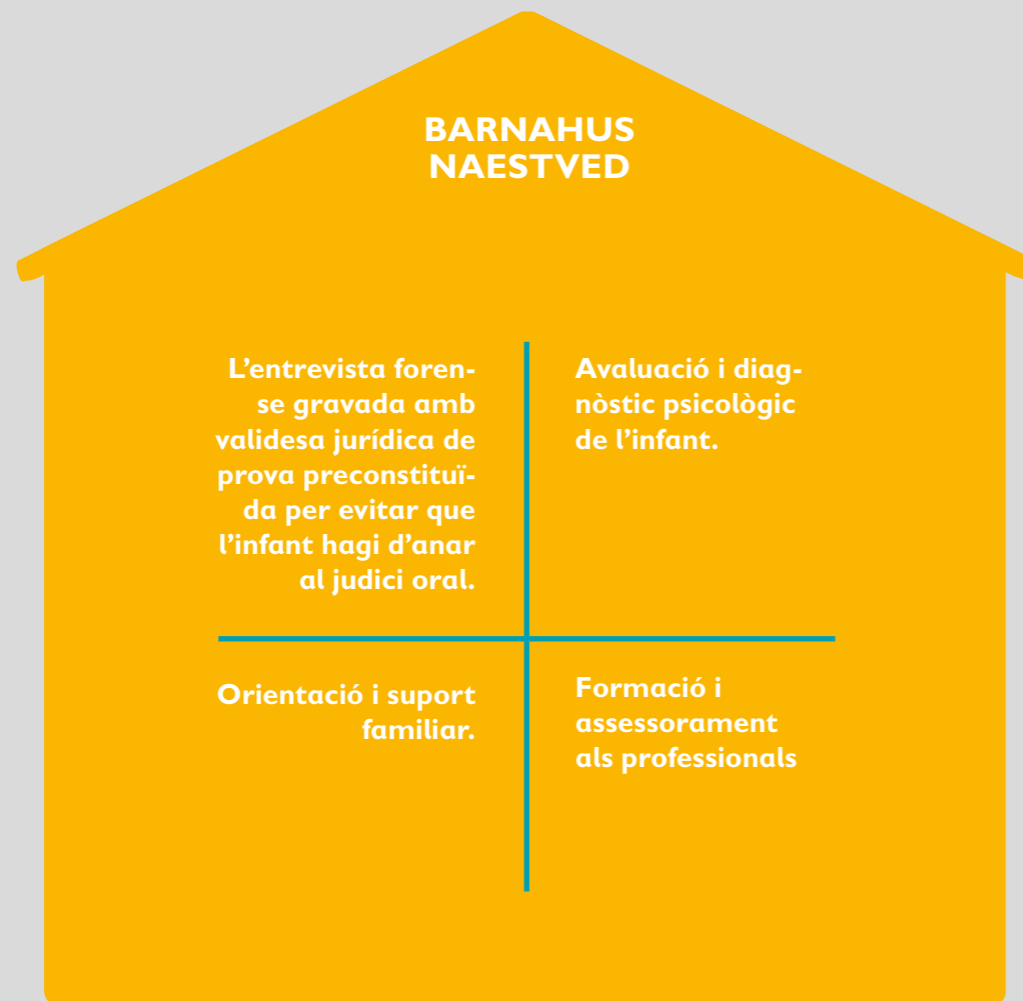 BARNAHUS
NAESTVED
L’entrevista foren-
se gravada amb
validesa jurídica de
prova preconstituï-
da per evitar que
l’infant hagi d’anar
al judici oral.
Avaluació i diag-
nòstic psicològic
de l’infant.
Orientació i suport
familiar.
Formació i
assessorament
als professionals